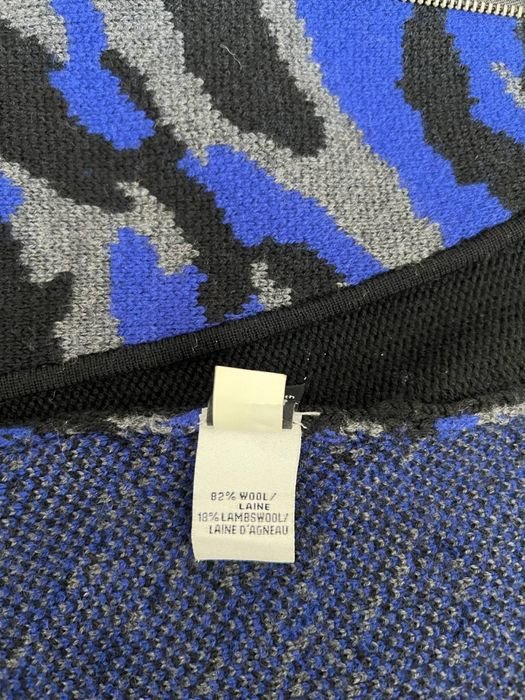 82% WOOL/
LAINE
18% LAMBSWOOL/
LAINE D'AGNEAU